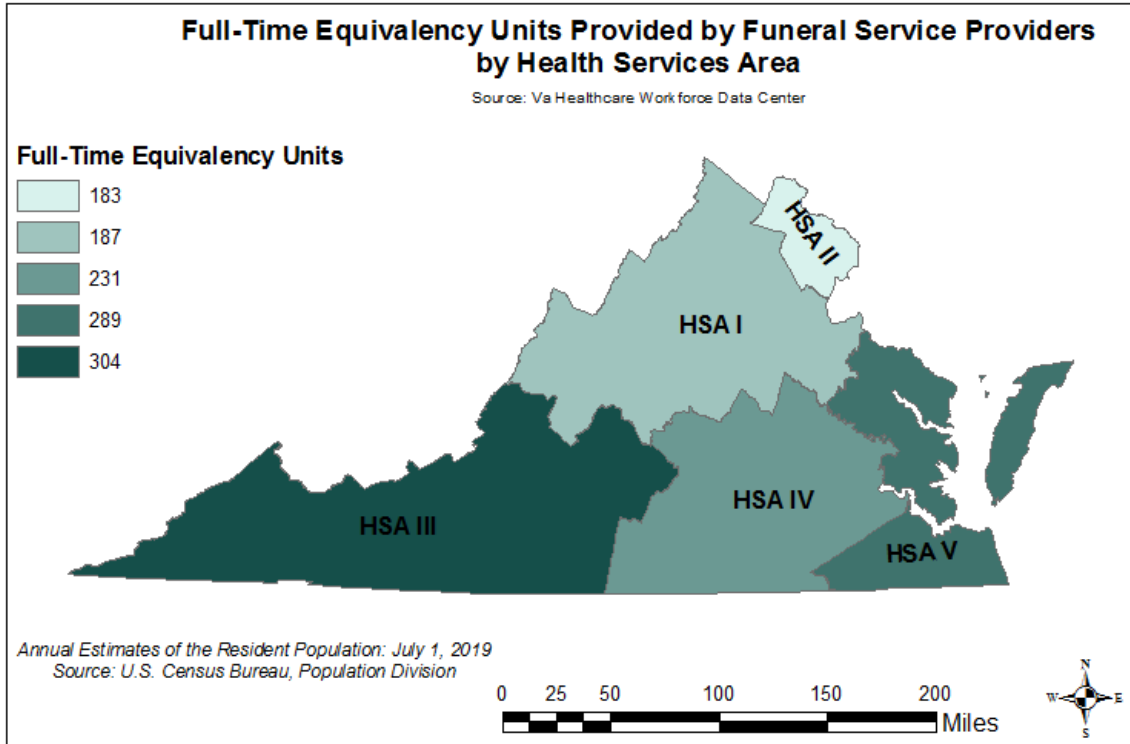 Full-Time Equivalency Units Provided by Funeral Service Providers
by Health Services Area
Source: Va Healthcare Workforce Data Center
Full-Time Equivalency Units
183
187
231
289
304
HSA II
HSA I
HSA III
HSA IV
HSA V
Annual Estimates of the Resident Population: July 1, 2019
Source: U.S. Census Bureau, Population Division
0 25 50 100 150 200
Miles
N
W E
S